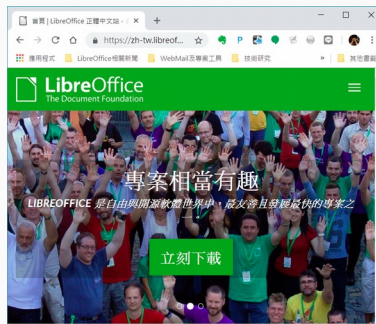 首頁 | LibreOffice 正體中文站 -
https://zh-tw.libreof...
應用程式 LibreOffice相關新聞 WebMail及專案工具 技術研究 » 其他書籤
LibreOffice
The Document Foundation
專案相當有趣
LIBREOFFICE 是自由與開源軟體世界中，最友善且發展最快的專案之
一。
立刻下載